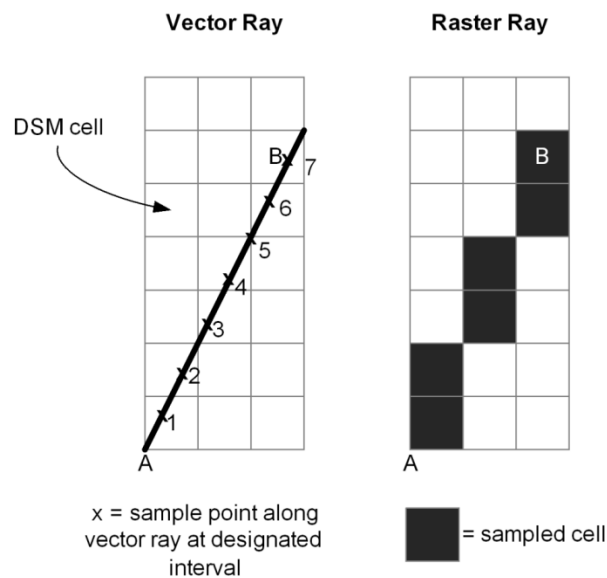 Vector Ray
Raster Ray
DSM cell
B
7
6
5
4
3
2
1
A
B
A
x = sample point along
vector ray at designated
interval
= sampled cell